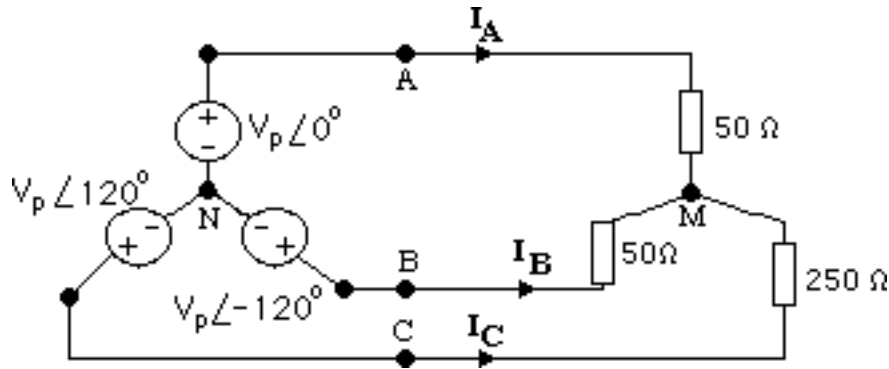 I_A
A
+
-
V_p∠0°
50 Ω
V_p∠120°
N
M
-
+
-
+
B
I_B
50Ω
250 Ω
V_p∠-120°
C
I_C